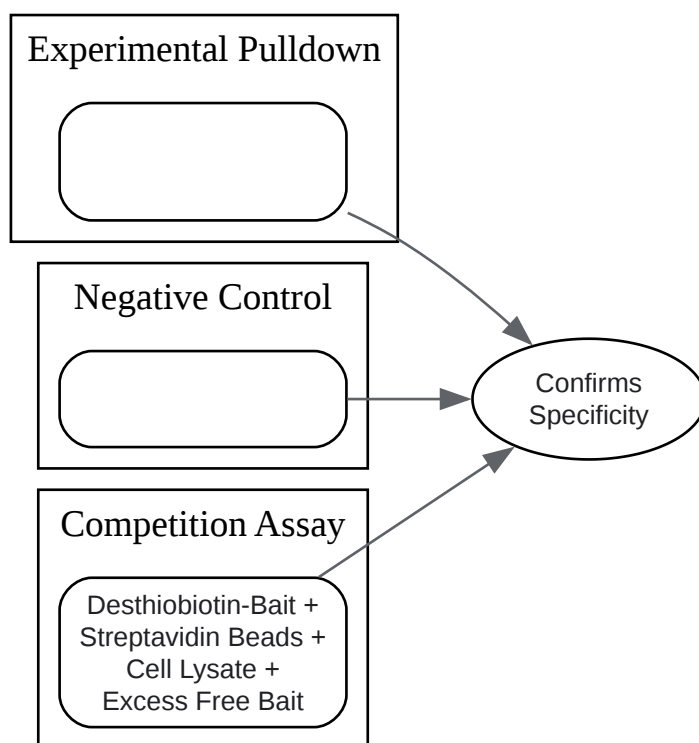 Experimental Pulldown
Negative Control
Confirms
Specificity
Competition Assay
Desthiobiotin-Bait +
Streptavidin Beads +
Cell Lysate +
Excess Free Bait